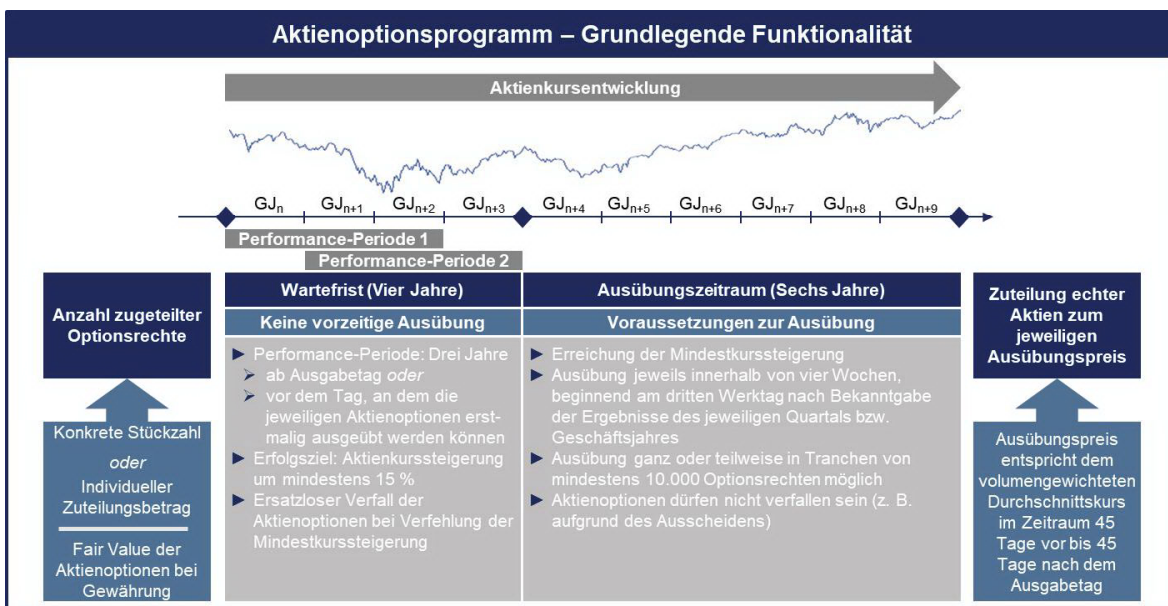 Aktienoptionsprogramm – Grundlegende Funktionalität
Aktienkursentwicklung
GJn GJn+1 GJn+2 GJn+3 GJn+4 GJn+5 GJn+6 GJn+7 GJn+8 GJn+9
Performance-Periode 1
Performance-Periode 2
Anzahl zugeteilter
Optionsrechte
Konkrete Stückzahl
oder
Individueller
Zuteilungsbetrag
Fair Value der
Aktienoptionen bei
Gewährung
Wartefrist (Vier Jahre)
Keine vorzeitige Ausübung
► Performance-Periode: Drei Jahre
➢ ab Ausgabetag oder
➢ vor dem Tag, an dem die
jeweiligen Aktienoptionen erst-
malig ausgeübt werden können
► Erfolgsziel: Aktienkurssteigerung
um mindestens 15 %
► Ersatzloser Verfall der
Aktienoptionen bei Verfehlung der
Mindestkurssteigerung
Ausübungszeitraum (Sechs Jahre)
Voraussetzungen zur Ausübung
► Erreichung der Mindestkurssteigerung
► Ausübung jeweils innerhalb von vier Wochen,
beginnend am dritten Werktag nach Bekanntgabe
der Ergebnisse des jeweiligen Quartals bzw.
Geschäftsjahres
► Ausübung ganz oder teilweise in Tranchen von
mindestens 10.000 Optionsrechten möglich
► Aktienoptionen dürfen nicht verfallen sein (z. B.
aufgrund des Ausscheidens)
Zuteilung echter
Aktien zum
jeweiligen
Ausübungspreis
Ausübungspreis
entspricht dem
volumengewichteten
Durchschnittskurs
im Zeitraum 45
Tage vor bis 45
Tage nach dem
Ausgabetag